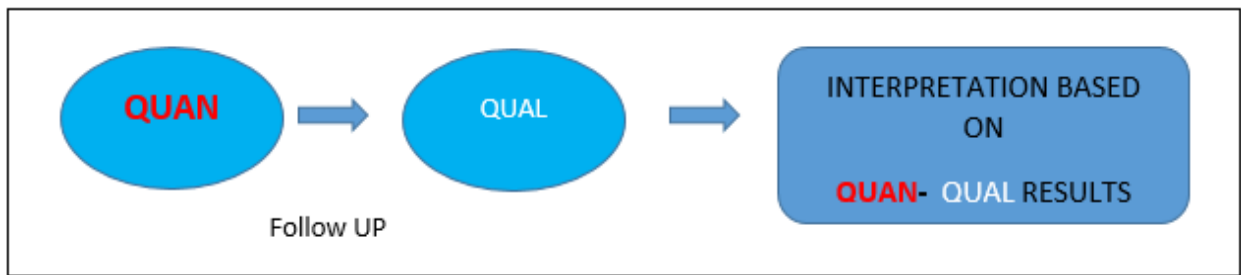 QUAN
QUAL
Follow UP
INTERPRETATION BASED
ON
QUAN- QUAL RESULTS